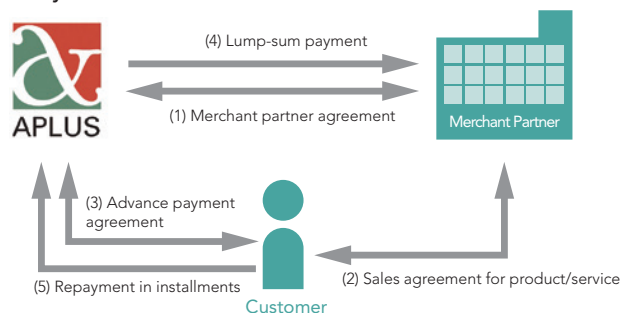 (4) Lump-sum payment
&
APLUS
(1) Merchant partner agreement
Merchant Partner
(3) Advance payment
agreement
(2) Sales agreement for product/service
(5) Repayment in installments
Customer